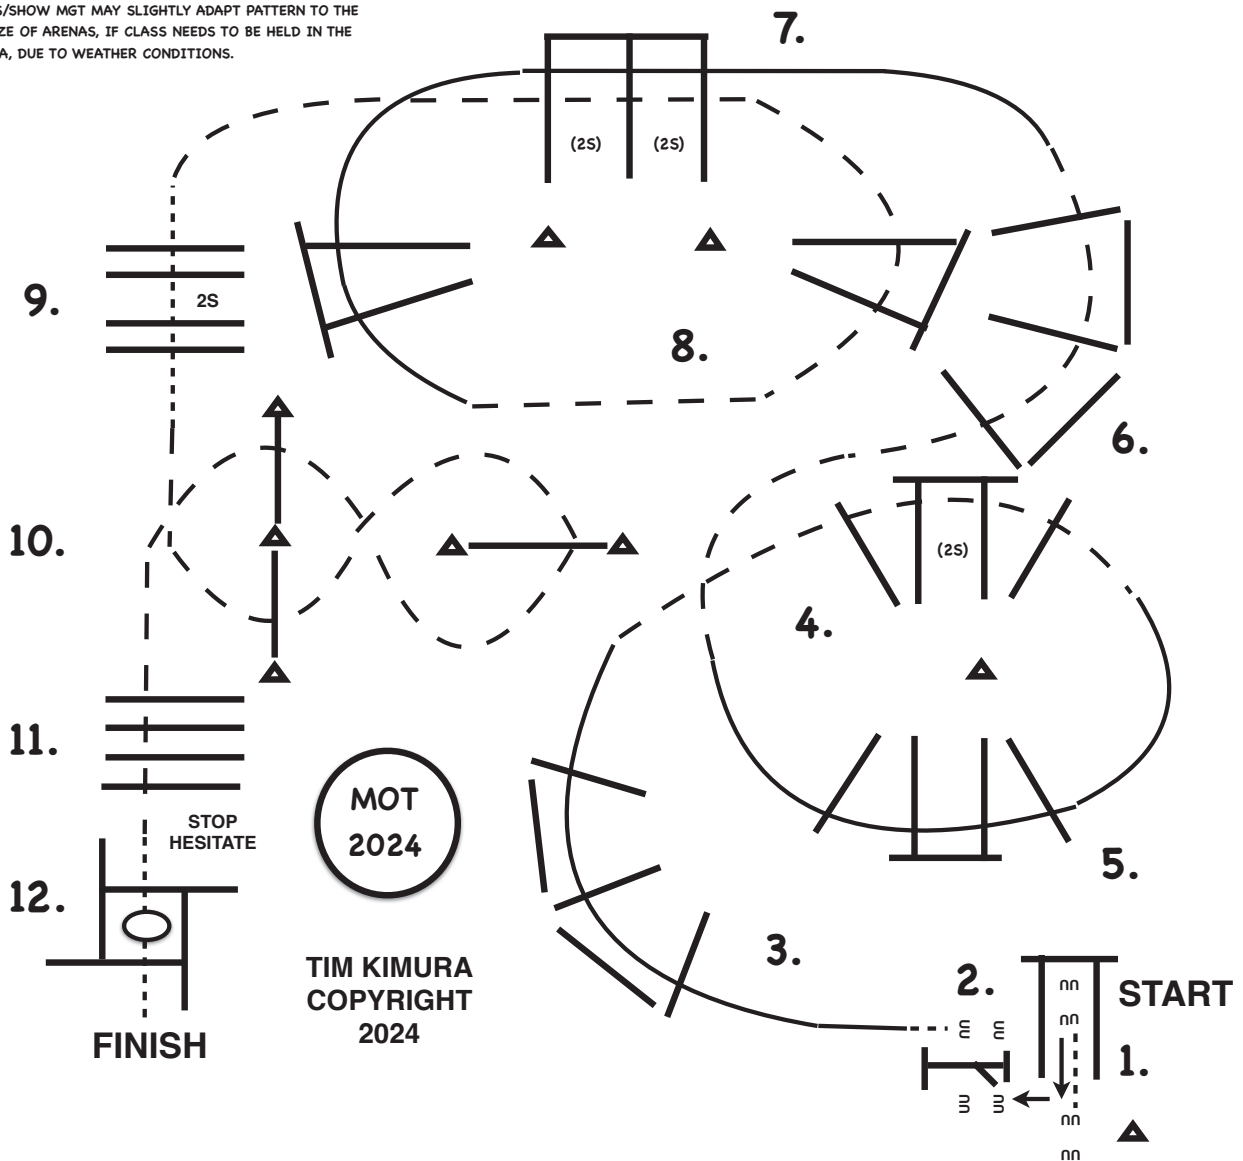 S/SHOW MGT MAY SLIGHTLY ADAPT PATTERN TO THE
ZE OF ARENAS, IF CLASS NEEDS TO BE HELD IN THE
A, DUE TO WEATHER CONDITIONS.
7.
(2S) (2S)
9.
2S
8.
6.
10.
(2S)
4.
11.
MOT
2024
STOP
HESITATE
5.
12.
3.
TIM KIMURA
COPYRIGHT
2024
2.
START
FINISH
1.